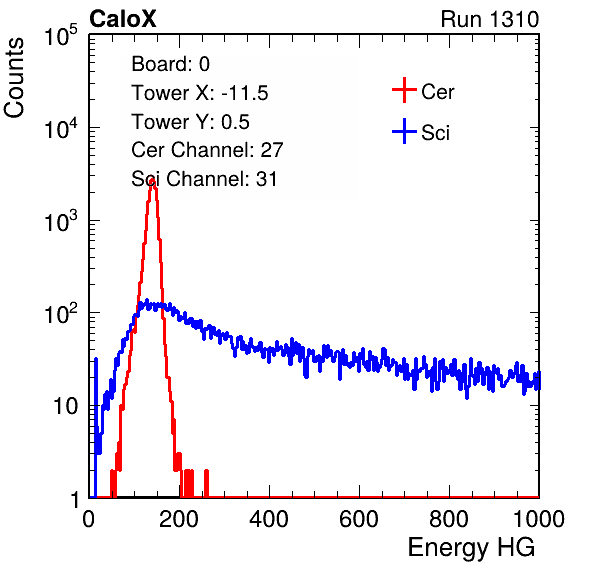 CaloX Run 1310
Counts
Board: 0
Tower X: -11.5
Tower Y: 0.5
Cer Channel: 27
Sci Channel: 31
Cer
Sci
10^5
10^4
10^3
10^2
10
1
0 200 400 600 800 1000
Energy HG